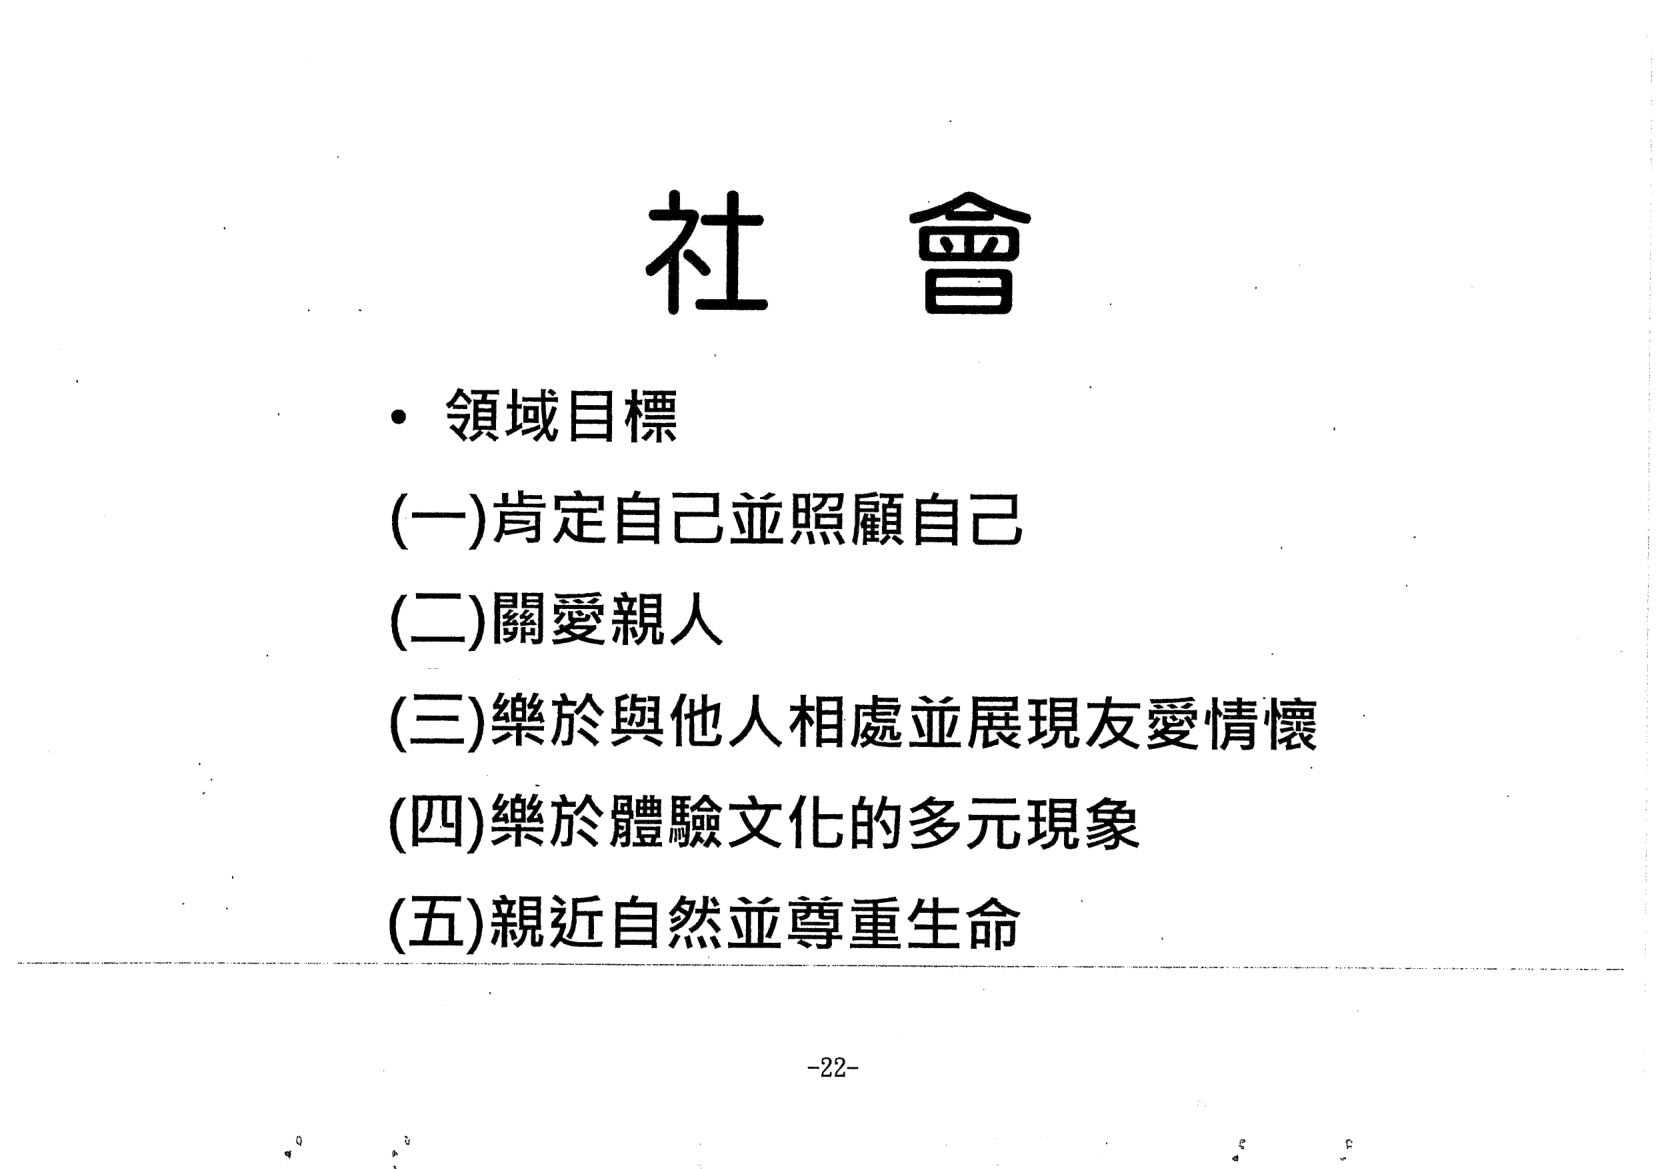 社 會
• 領域目標
(一)肯定自己並照顧自己
(二)關愛親人
(三)樂於與他人相處並展現友愛情懷
(四)樂於體驗文化的多元現象
(五)親近自然並尊重生命
-22-